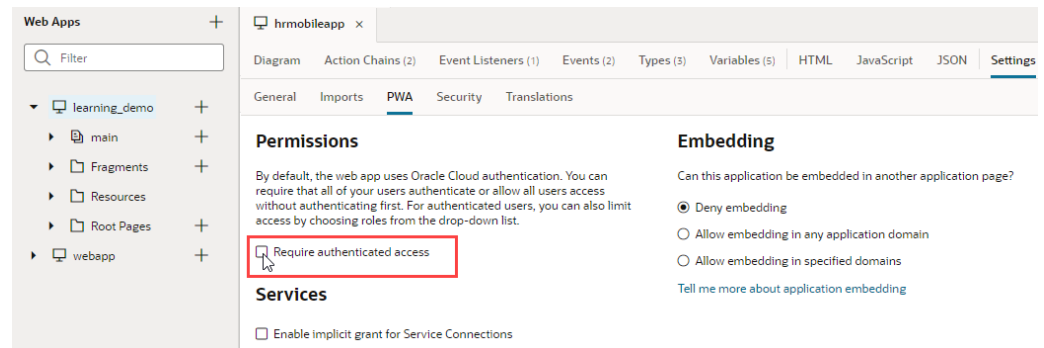 Web Apps
+
Filter
learning_demo
+
main
+
Fragments
+
Resources
Root Pages
+
webapp
+
hrmobileapp ×
Diagram Action Chains (2) Event Listeners (1) Events (2) Types (3) Variables (5) HTML JavaScript JSON Settings
General Imports PWA Security Translations
Permissions
By default, the web app uses Oracle Cloud authentication. You can
require that all of your users authenticate or allow all users access
without authenticating first. For authenticated users, you can also limit
access by choosing roles from the drop-down list.
Require authenticated access
Services
Enable implicit grant for Service Connections
Embedding
Can this application be embedded in another application page?
Deny embedding
Allow embedding in any application domain
Allow embedding in specified domains
Tell me more about application embedding